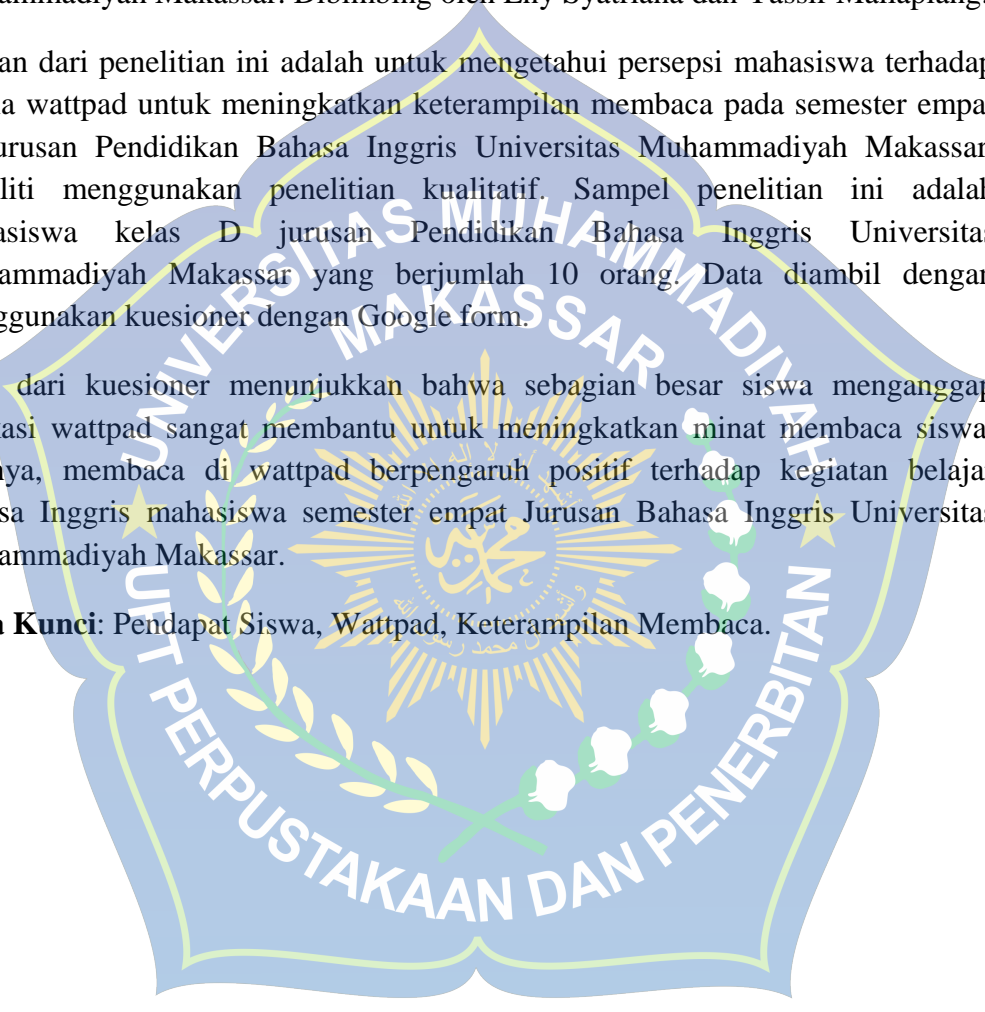 ammadiyah Makassar. Dibimbing oleh Eny Syatriana dan Yassir Mallapiang.
an dari penelitian ini adalah untuk mengetahui persepsi mahasiswa terhadap
a wattpad untuk meningkatkan keterampilan membaca pada semester empa
urusan Pendidikan Bahasa Inggris Universitas Muhammadiyah Makassar
liti menggunakan penelitian kualitatif. Sampel penelitian ini adalah
asiswa kelas D jurusan Pendidikan Bahasa Inggris Universitas
ammadiyah Makassar yang berjumlah 10 orang. Data diambil dengan
ggunakan kuesioner dengan Google form.
dari kuesioner menunjukkan bahwa sebagian besar siswa menganggap
kasi wattpad sangat membantu untuk meningkatkan minat membaca siswa
nya, membaca di wattpad berpengaruh positif terhadap kegiatan belajar
sa Inggris mahasiswa semester empat Jurusan Bahasa Inggris Universitas
ammadiyah Makassar.
a Kunci: Pendapat Siswa, Wattpad, Keterampilan Membaca.
UNIVERSITAS MUHAMMADIYAH
MAKASSAR
محمد
UPT PERPUSTAKAAN DAN PENERBITAN